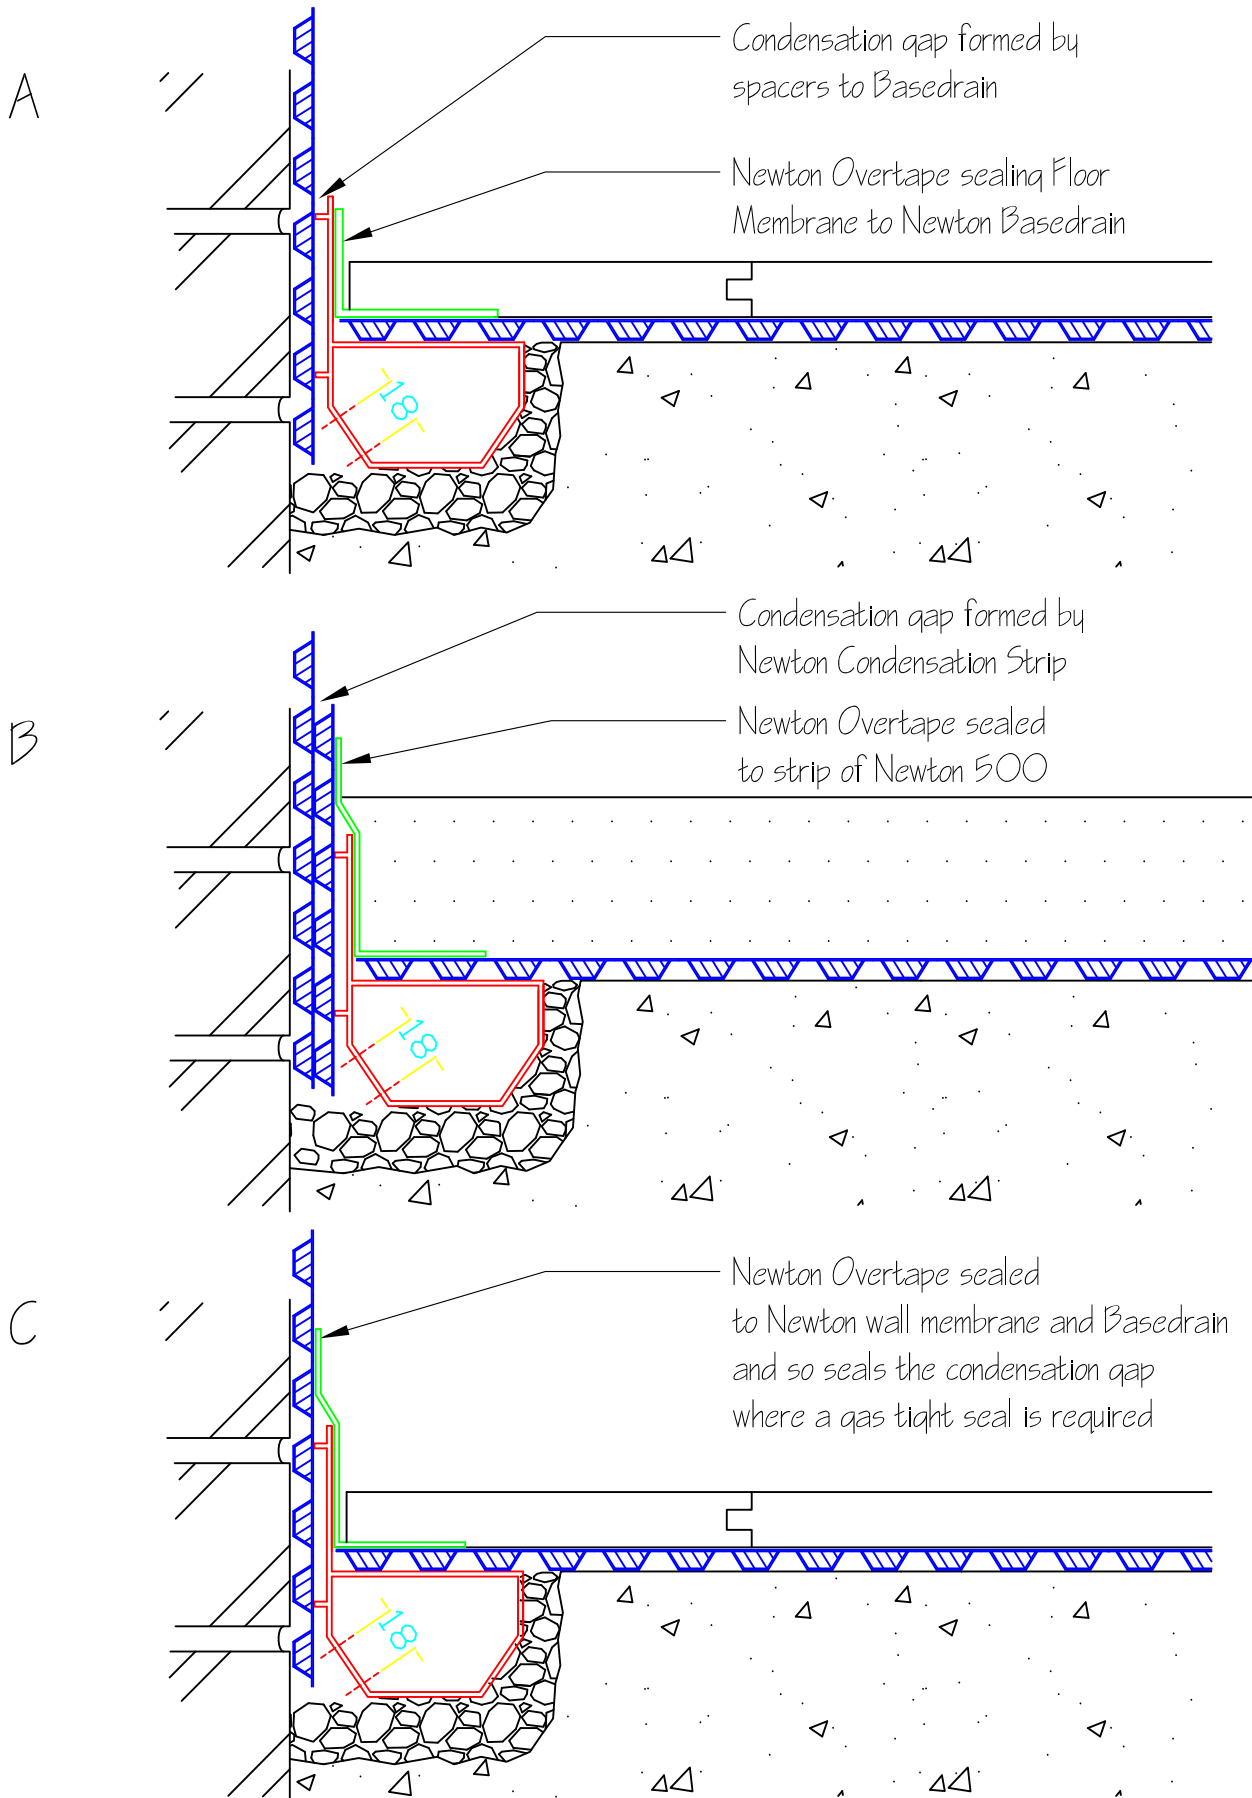 A
Condensation gap formed by
spacers to Basedrain
Newton Overtape sealing Floor
Membrane to Newton Basedrain
18
B
Condensation gap formed by
Newton Condensation Strip
Newton Overtape sealed
to strip of Newton 500
18
C
Newton Overtape sealed
to Newton wall membrane and Basedrain
and so seals the condensation gap
where a gas tight seal is required
18